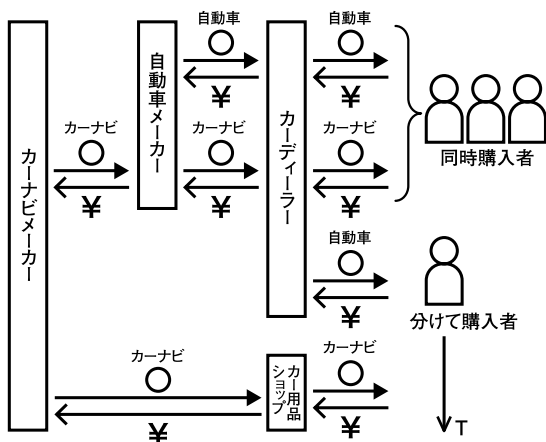 自動車
自動車
カーナビ
カーナビ
カーナビ
自動車
カーナビ
カーナビ
¥
¥
¥
¥
¥
¥
¥
¥
カーナビメーカー
自動車メーカー
カーディーラー
カー用品
ショップ
同時購入者
分けて購入者
T